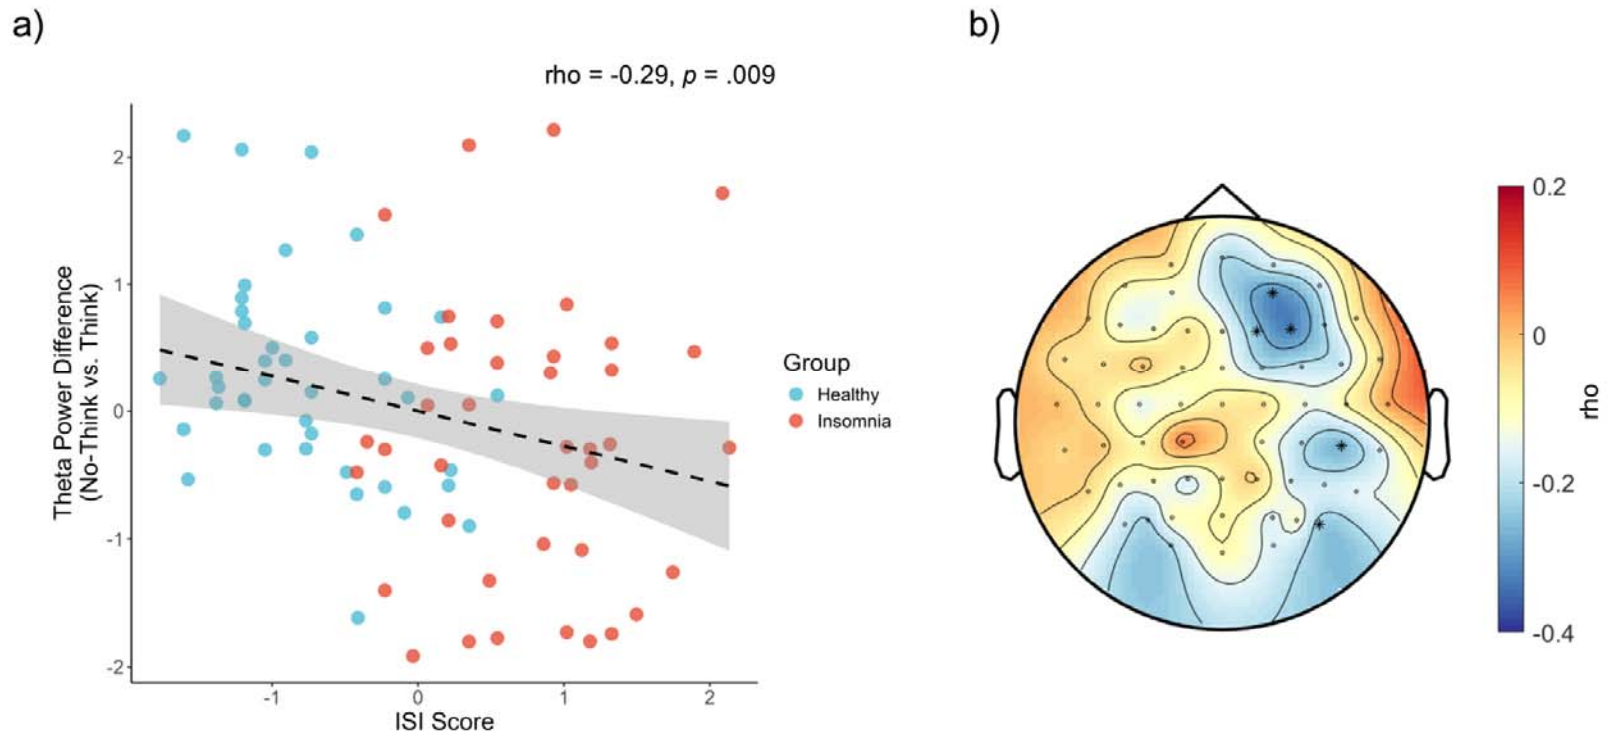 a)
rho = -0.29, p = .009
Theta Power Difference
(No-Think vs. Think)
2
1
0
-1
-2
-1
0
1
2
ISI Score
Group
Healthy
Insomnia
b)
0.2
0
-0.2
-0.4
rho